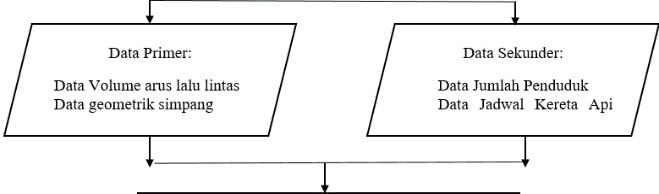 Data Primer:
Data Volume arus lalu lintas
Data geometrik simpang
Data Sekunder:
Data Jumlah Penduduk
Data Jadwal Kereta Api